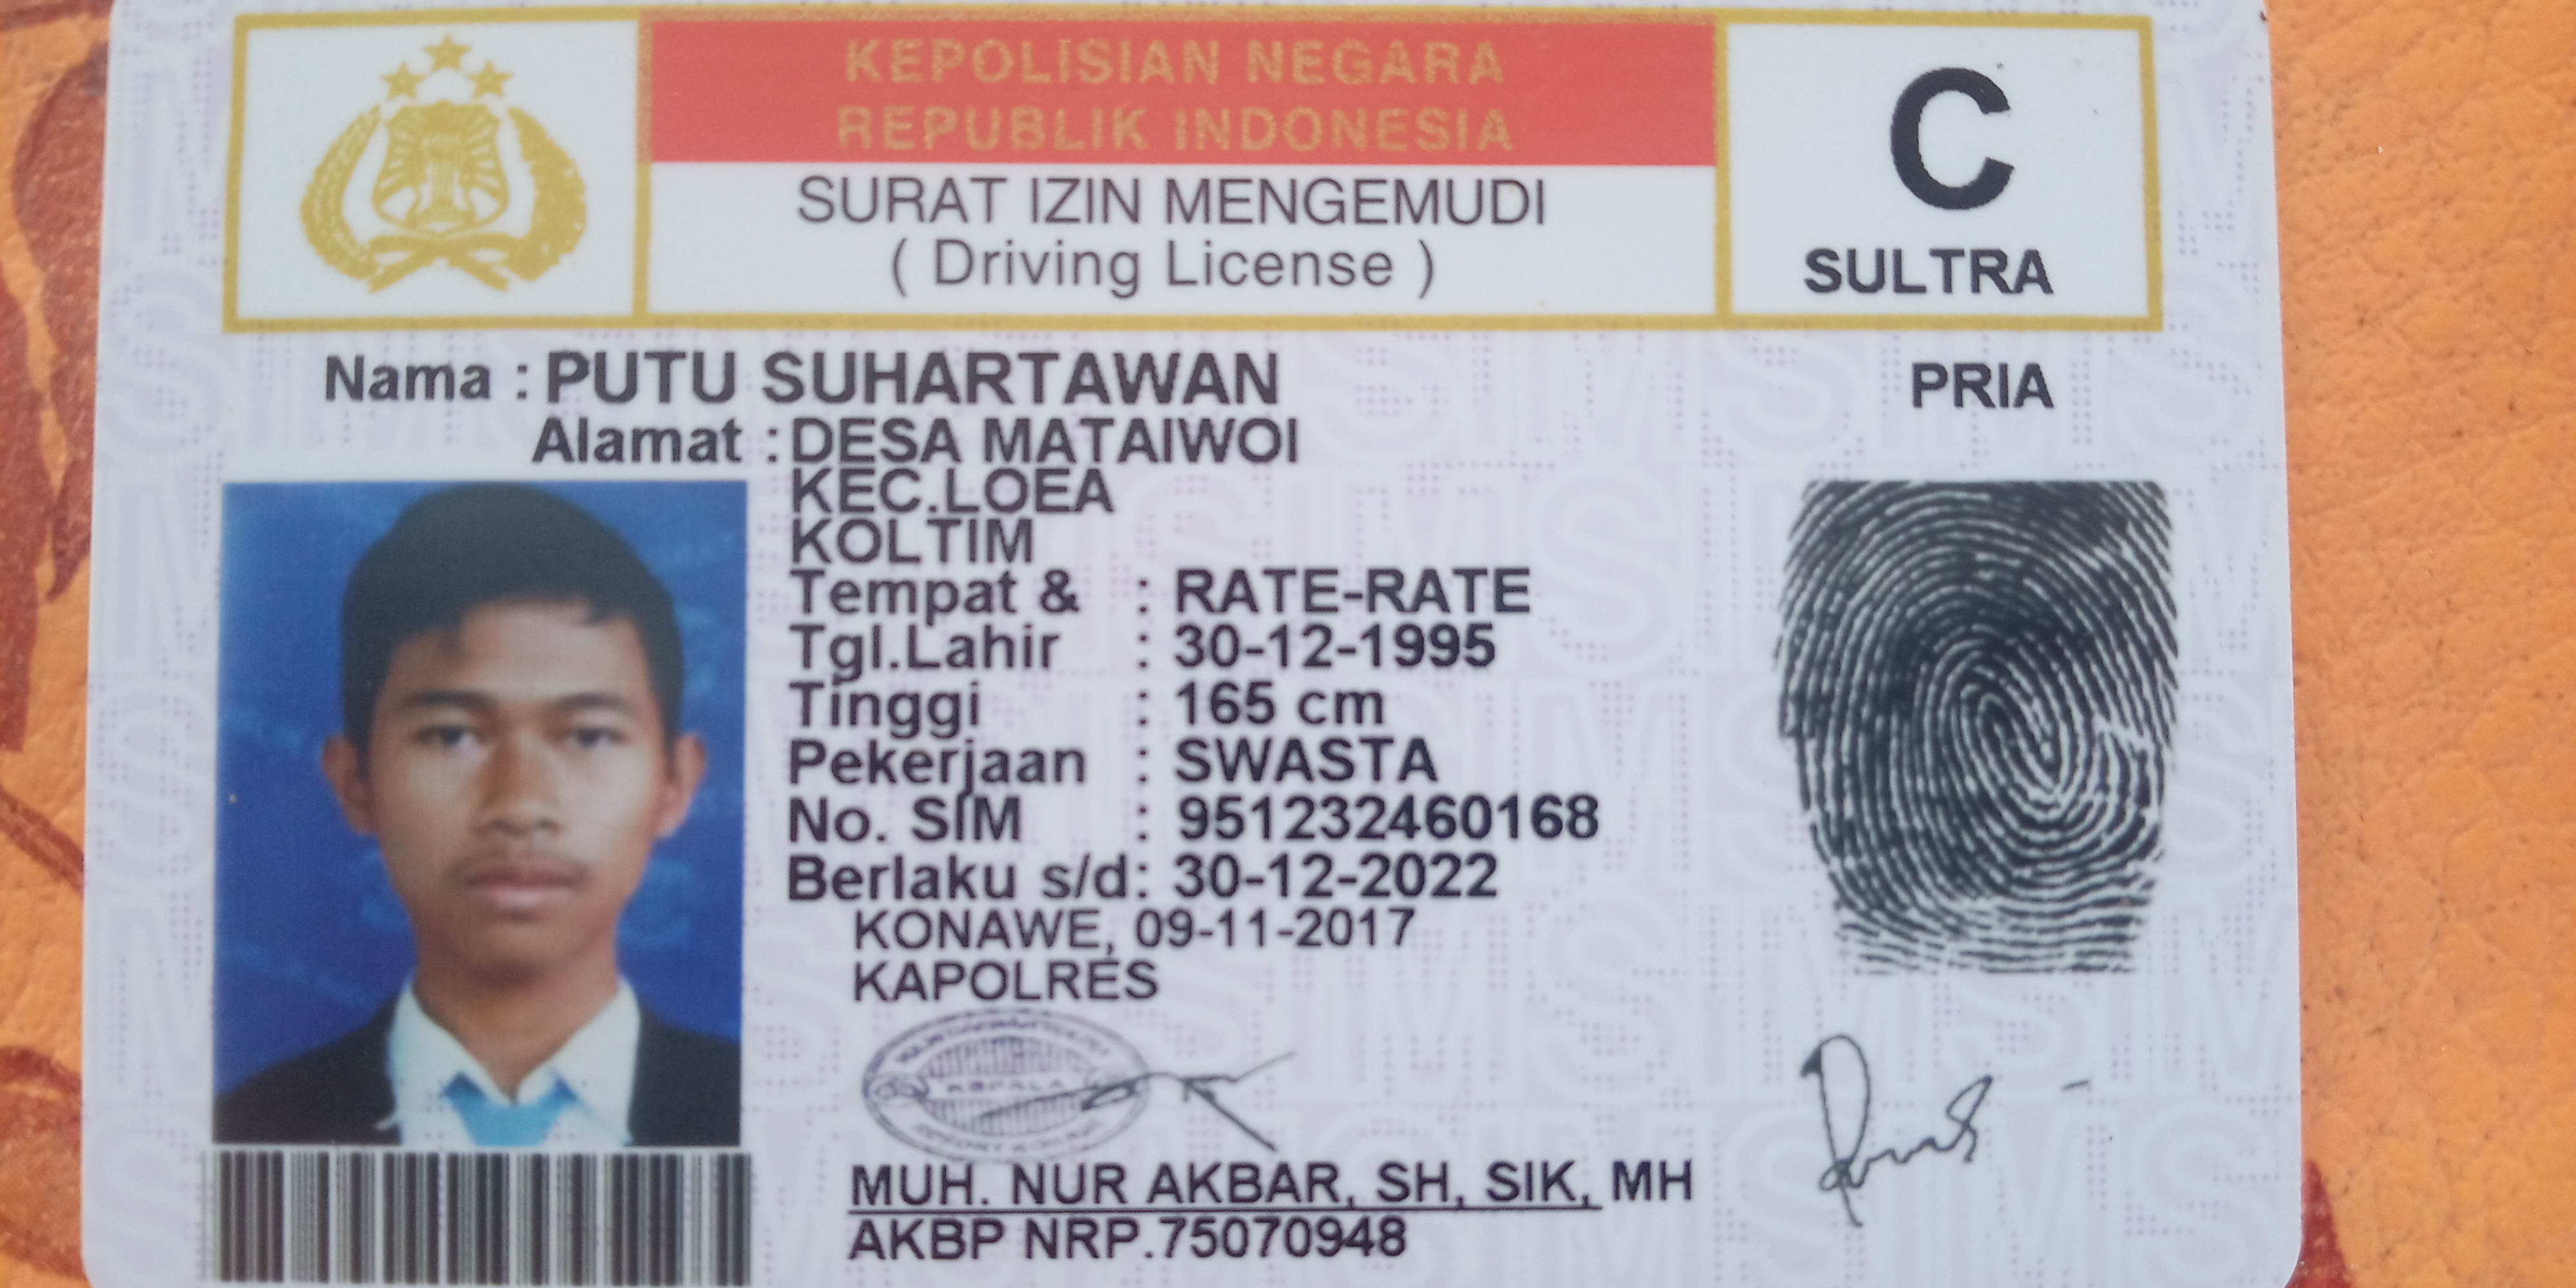 KEPOLISIAN NEGARA
REPUBLIK INDONESIA
SURAT IZIN MENGEMUDI
( Driving License )
C
SULTRA
Nama : PUTU SUHARTAWAN
PRIA
Alamat : DESA MATAIWOI
KEC.LOEA
KOLTIM
Tempat & : RATE-RATE
Tgl.Lahir : 30-12-1995
Tinggi : 165 cm
Pekerjaan : SWASTA
No. SIM : 951232460168
Berlaku s/d: 30-12-2022
KONAWE, 09-11-2017
KAPOLRES
KEPALA
MUH. NUR AKBAR, SH, SIK, MH
AKBP NRP.75070948